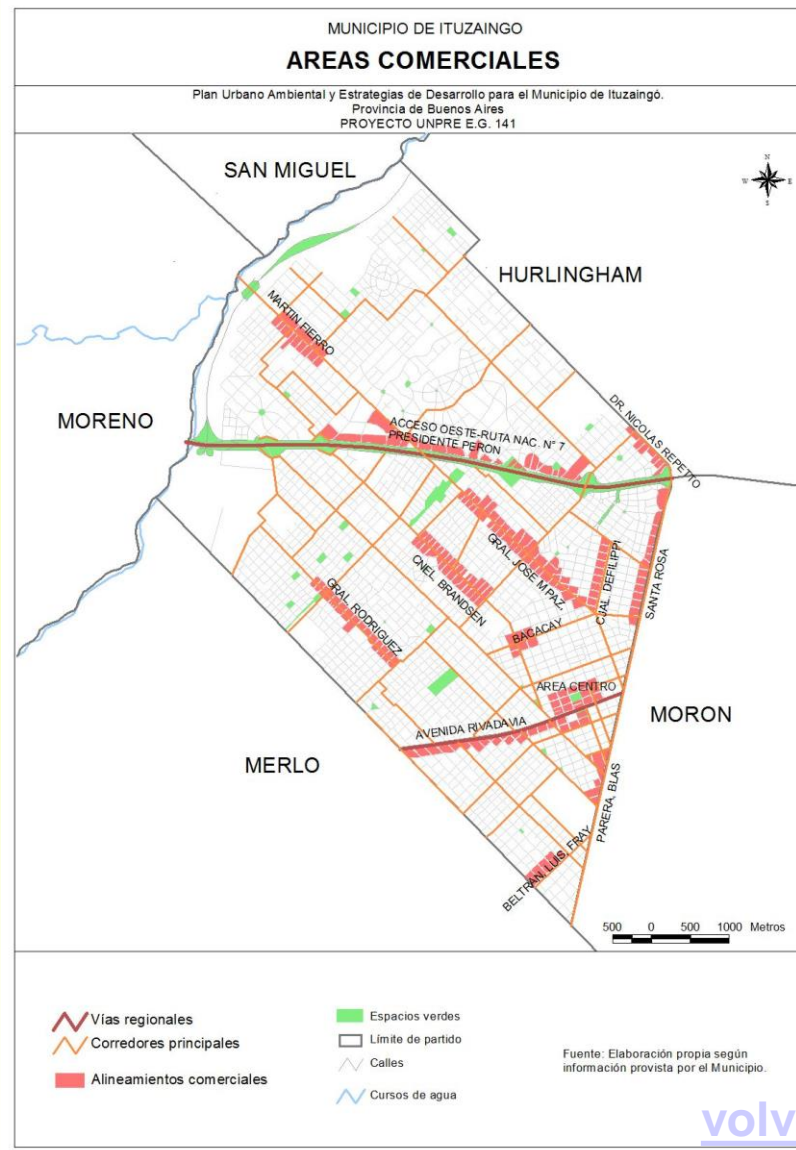 MUNICIPIO DE ITUZAINGO
AREAS COMERCIALES
Plan Urbano Ambiental y Estrategias de Desarrollo para el Municipio de Ituzaingó.
Provincia de Buenos Aires
PROYECTO UNPRE E.G. 141
SAN MIGUEL
N
W E
S
HURLINGHAM
MARTIN FIERRO
MORENO
DR. NICOLAS REPETTO
ACCESO OESTE-RUTA NAC. N° 7
PRESIDENTE PERON
GRAL. JOSE M PAZ.
CJAL. DEFILIPPI
SANTA ROSA
CNEL. BRANDSEN
GRAL. RODRIGUEZ
BACACAY
AREA CENTRO
MORON
AVENIDA RIVADAVIA
MERLO
PARERA, BLAS
BELTRAN, LUIS, FRAY
500 0 500 1000 Metros
Vías regionales
Corredores principales
Alineamientos comerciales
Espacios verdes
Límite de partido
Calles
Cursos de agua
Fuente: Elaboración propia según
información provista por el Municipio.
volv